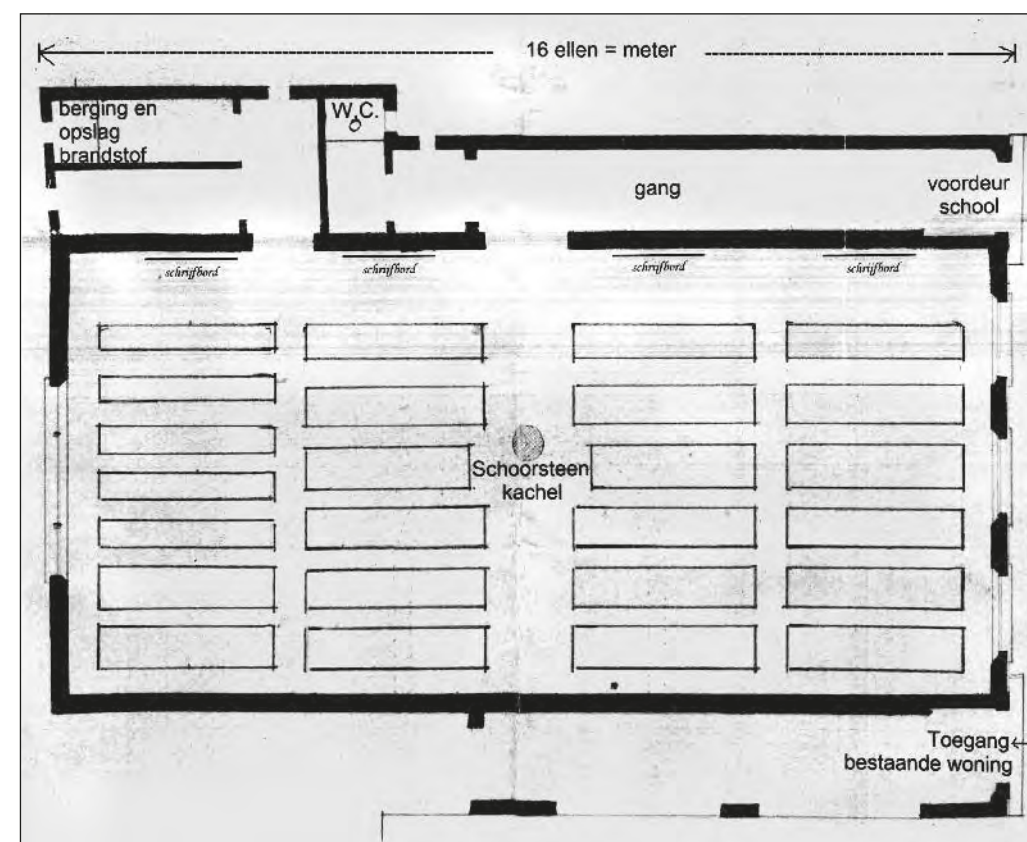 16 ellen = meter
berging en
opslag
brandstof
W.C.
gang
voordeur
school
schrijfbord
schrijfbord
schrijfbord
schrijfbord
Schoorsteen
kachel
Toegang
bestaande woning